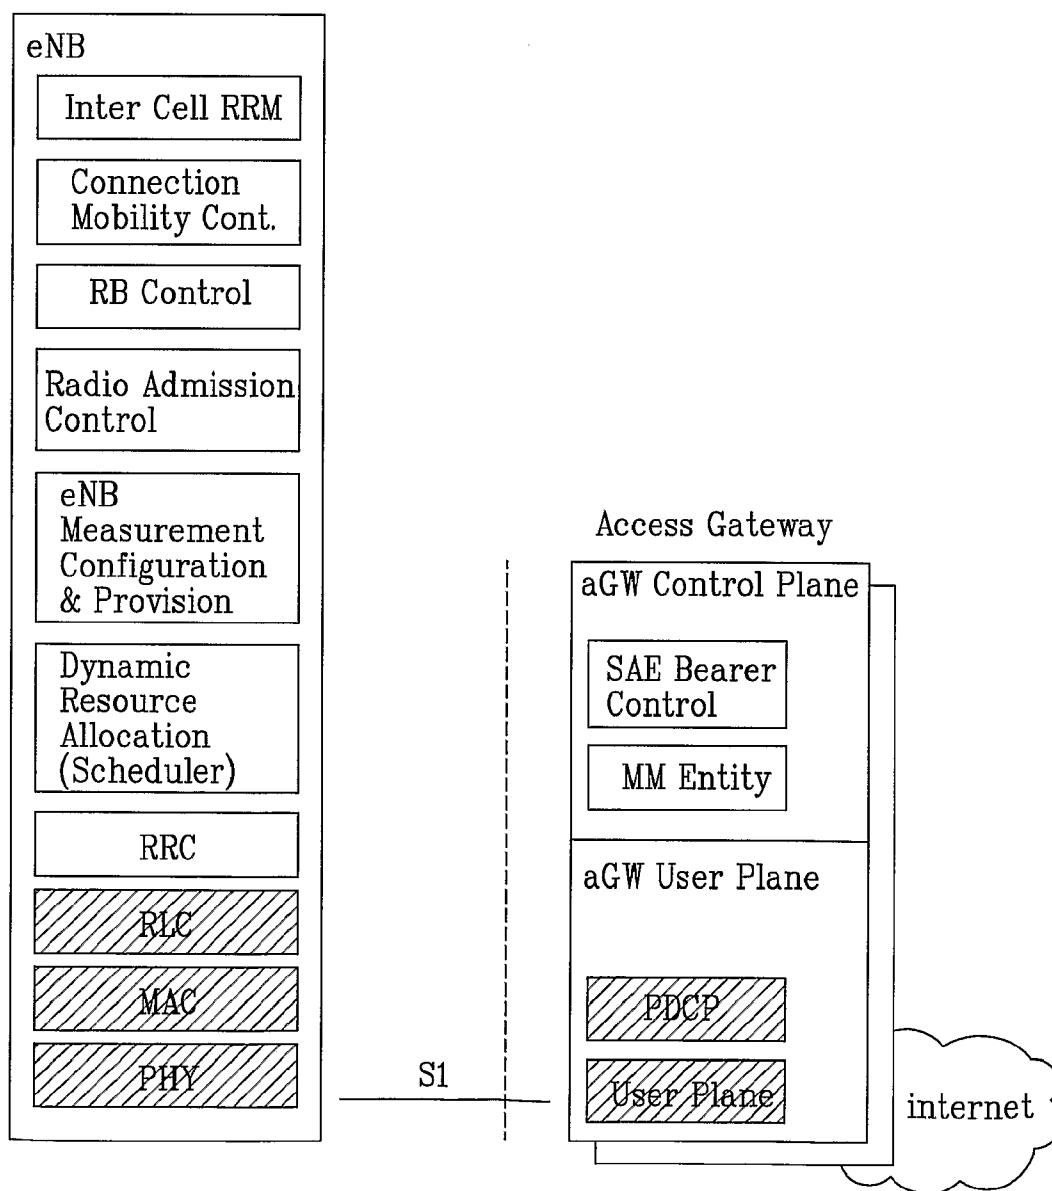 eNB
Inter Cell RRM
Connection
Mobility Cont.
RB Control
Radio Admission
Control
eNB
Measurement
Configuration
& Provision
Dynamic
Resource
Allocation
(Scheduler)
RRC
RLC
MAC
PHY
S1
Access Gateway
aGW Control Plane
SAE Bearer
Control
MM Entity
aGW User Plane
PDCP
User Plane
internet